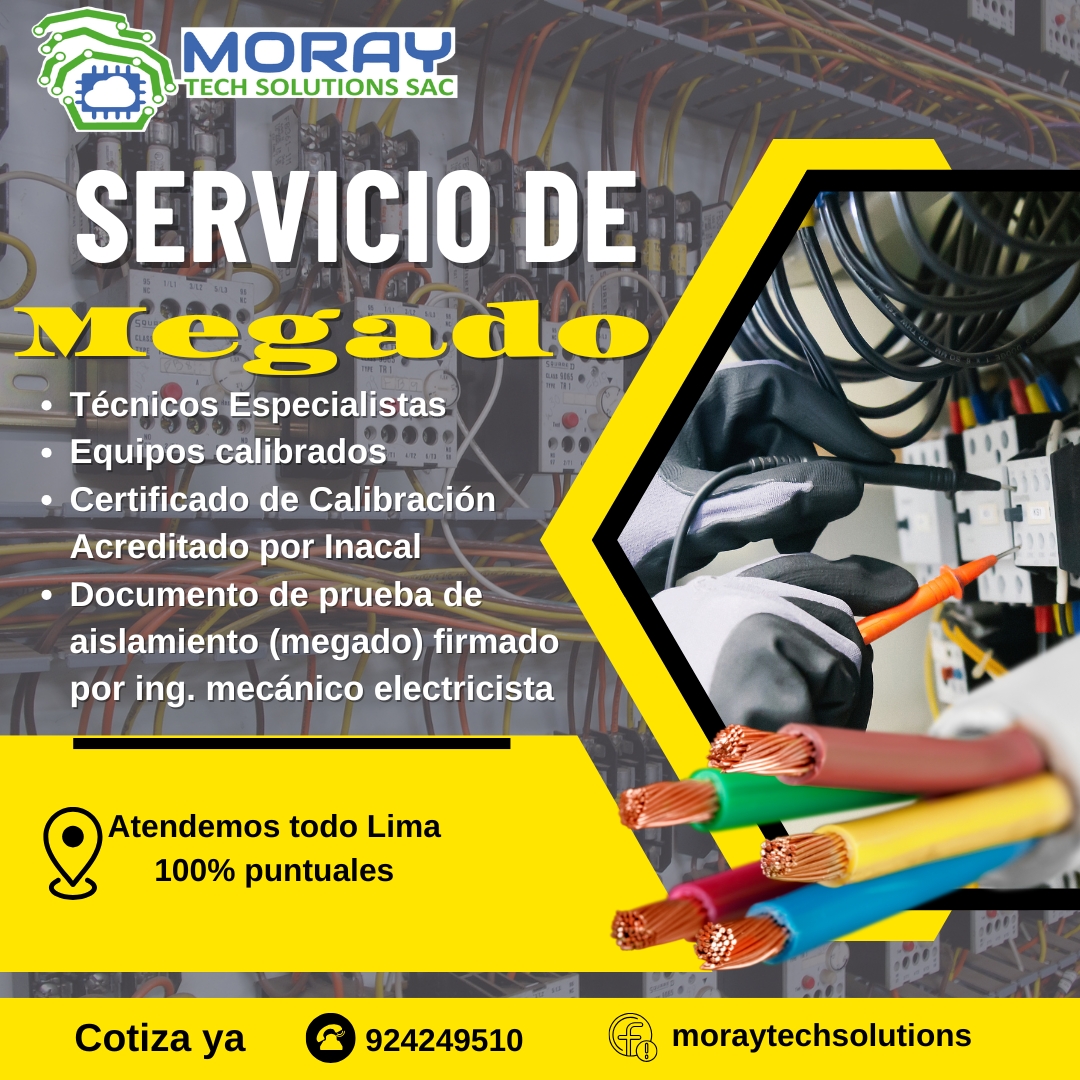 MORAY
TECH SOLUTIONS SAC
SERVICIO DE
Megado
• Técnicos Especialistas
• Equipos calibrados
• Certificado de Calibración
Acreditado por Inacal
• Documento de prueba de
aislamiento (megado) firmado
por ing. mecánico electricista
Atendemos todo Lima
100% puntuales
Cotiza ya
924249510
moraytechsolutions